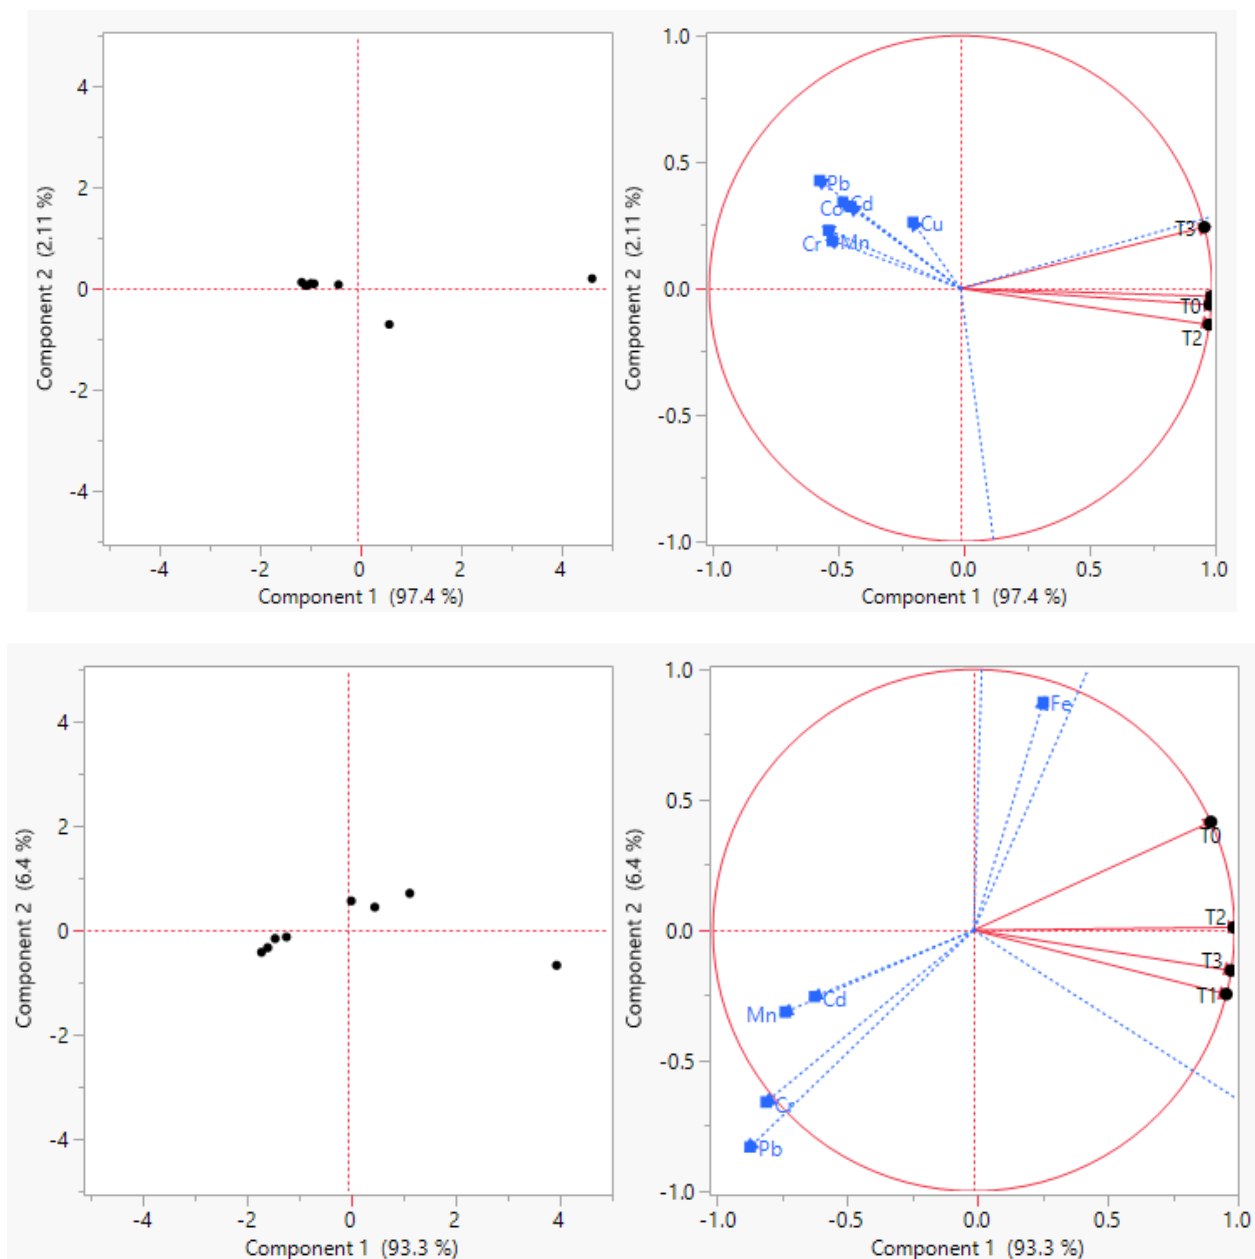 4
2
0
-2
-4
Component 2 (2.11 %)
-4 -2 0 2 4
Component 1 (97.4 %)
1.0
0.5
0.0
-0.5
-1.0
Component 2 (2.11 %)
Pb
Cd
Co
Cu
Cr
Mn
T3
T0
T2
-1.0 -0.5 0.0 0.5 1.0
Component 1 (97.4 %)
4
2
0
-2
-4
Component 2 (6.4 %)
-4 -2 0 2 4
Component 1 (93.3 %)
1.0
0.5
0.0
-0.5
-1.0
Component 2 (6.4 %)
Fe
T0
T2
T3
T1
Cd
Mn
Pb
-1.0 -0.5 0.0 0.5 1.0
Component 1 (93.3 %)